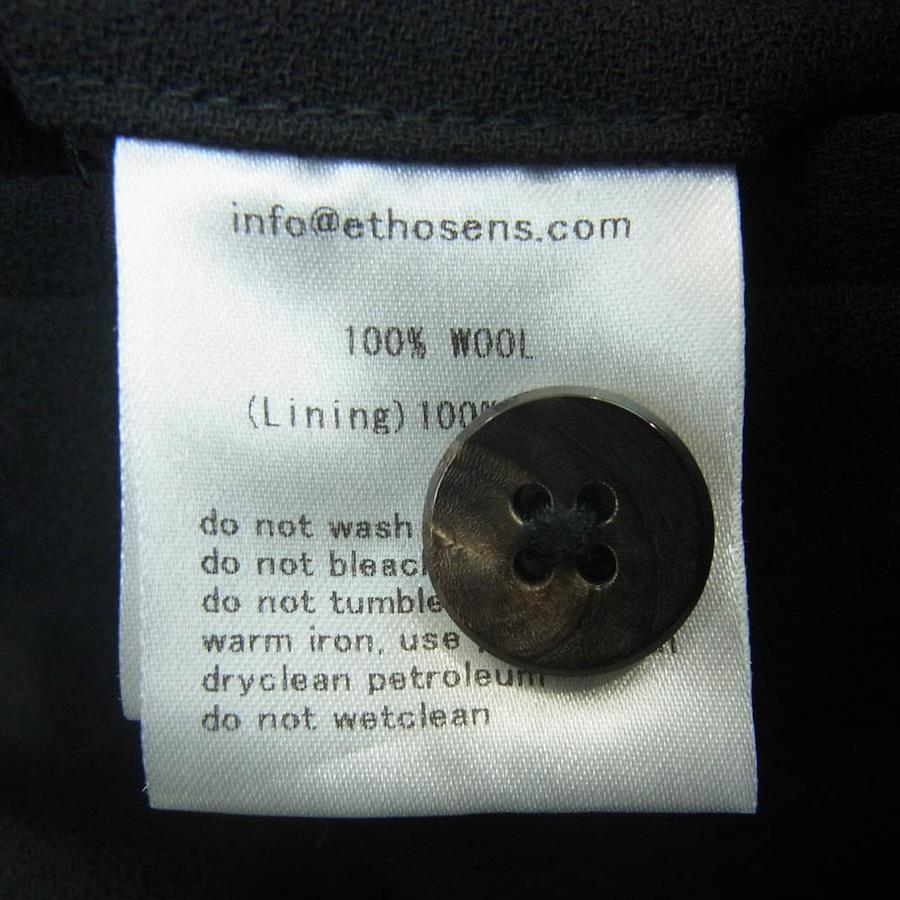 info@ethosens.com
100% WOOL
(Lining) 100%
do not wash
do not bleach
do not tumble
warm iron, use
dryclean petroleum
do not wetclean